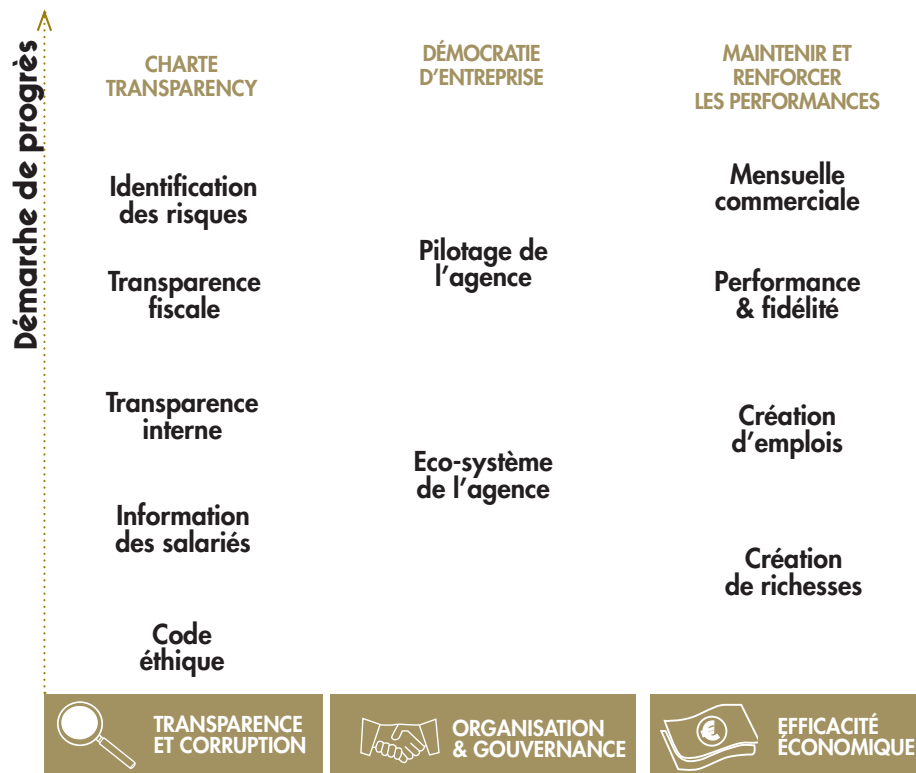 Démarche de progrès
CHARTE
TRANSPARENCY
Identification
des risques
Transparence
fiscale
Transparence
interne
Information
des salariés
Code
éthique
TRANSPARENCE
ET CORRUPTION
DÉMOCRATIE
D'ENTREPRISE
Pilotage de
l'agence
Eco-système
de l'agence
ORGANISATION
& GOUVERNANCE
MAINTENIR ET
RENFORCER
LES PERFORMANCES
Mensuelle
commerciale
Performance
& fidélité
Création
d'emplois
Création
de richesses
€
EFFICACITÉ
ÉCONOMIQUE